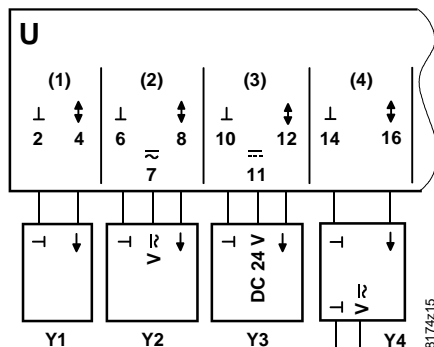 U
(1) (2) (3) (4)
⊥ ↕ ⊥ ↕ ⊥ ↕ ⊥ ↕
2 4 6 8 10 12 14 16
7 11
⊥ ↓ ⊥ V ↓ ⊥ DC 24 V ↓ ⊥ ↓
⊥ V
Y1 Y2 Y3 Y4
8174z15